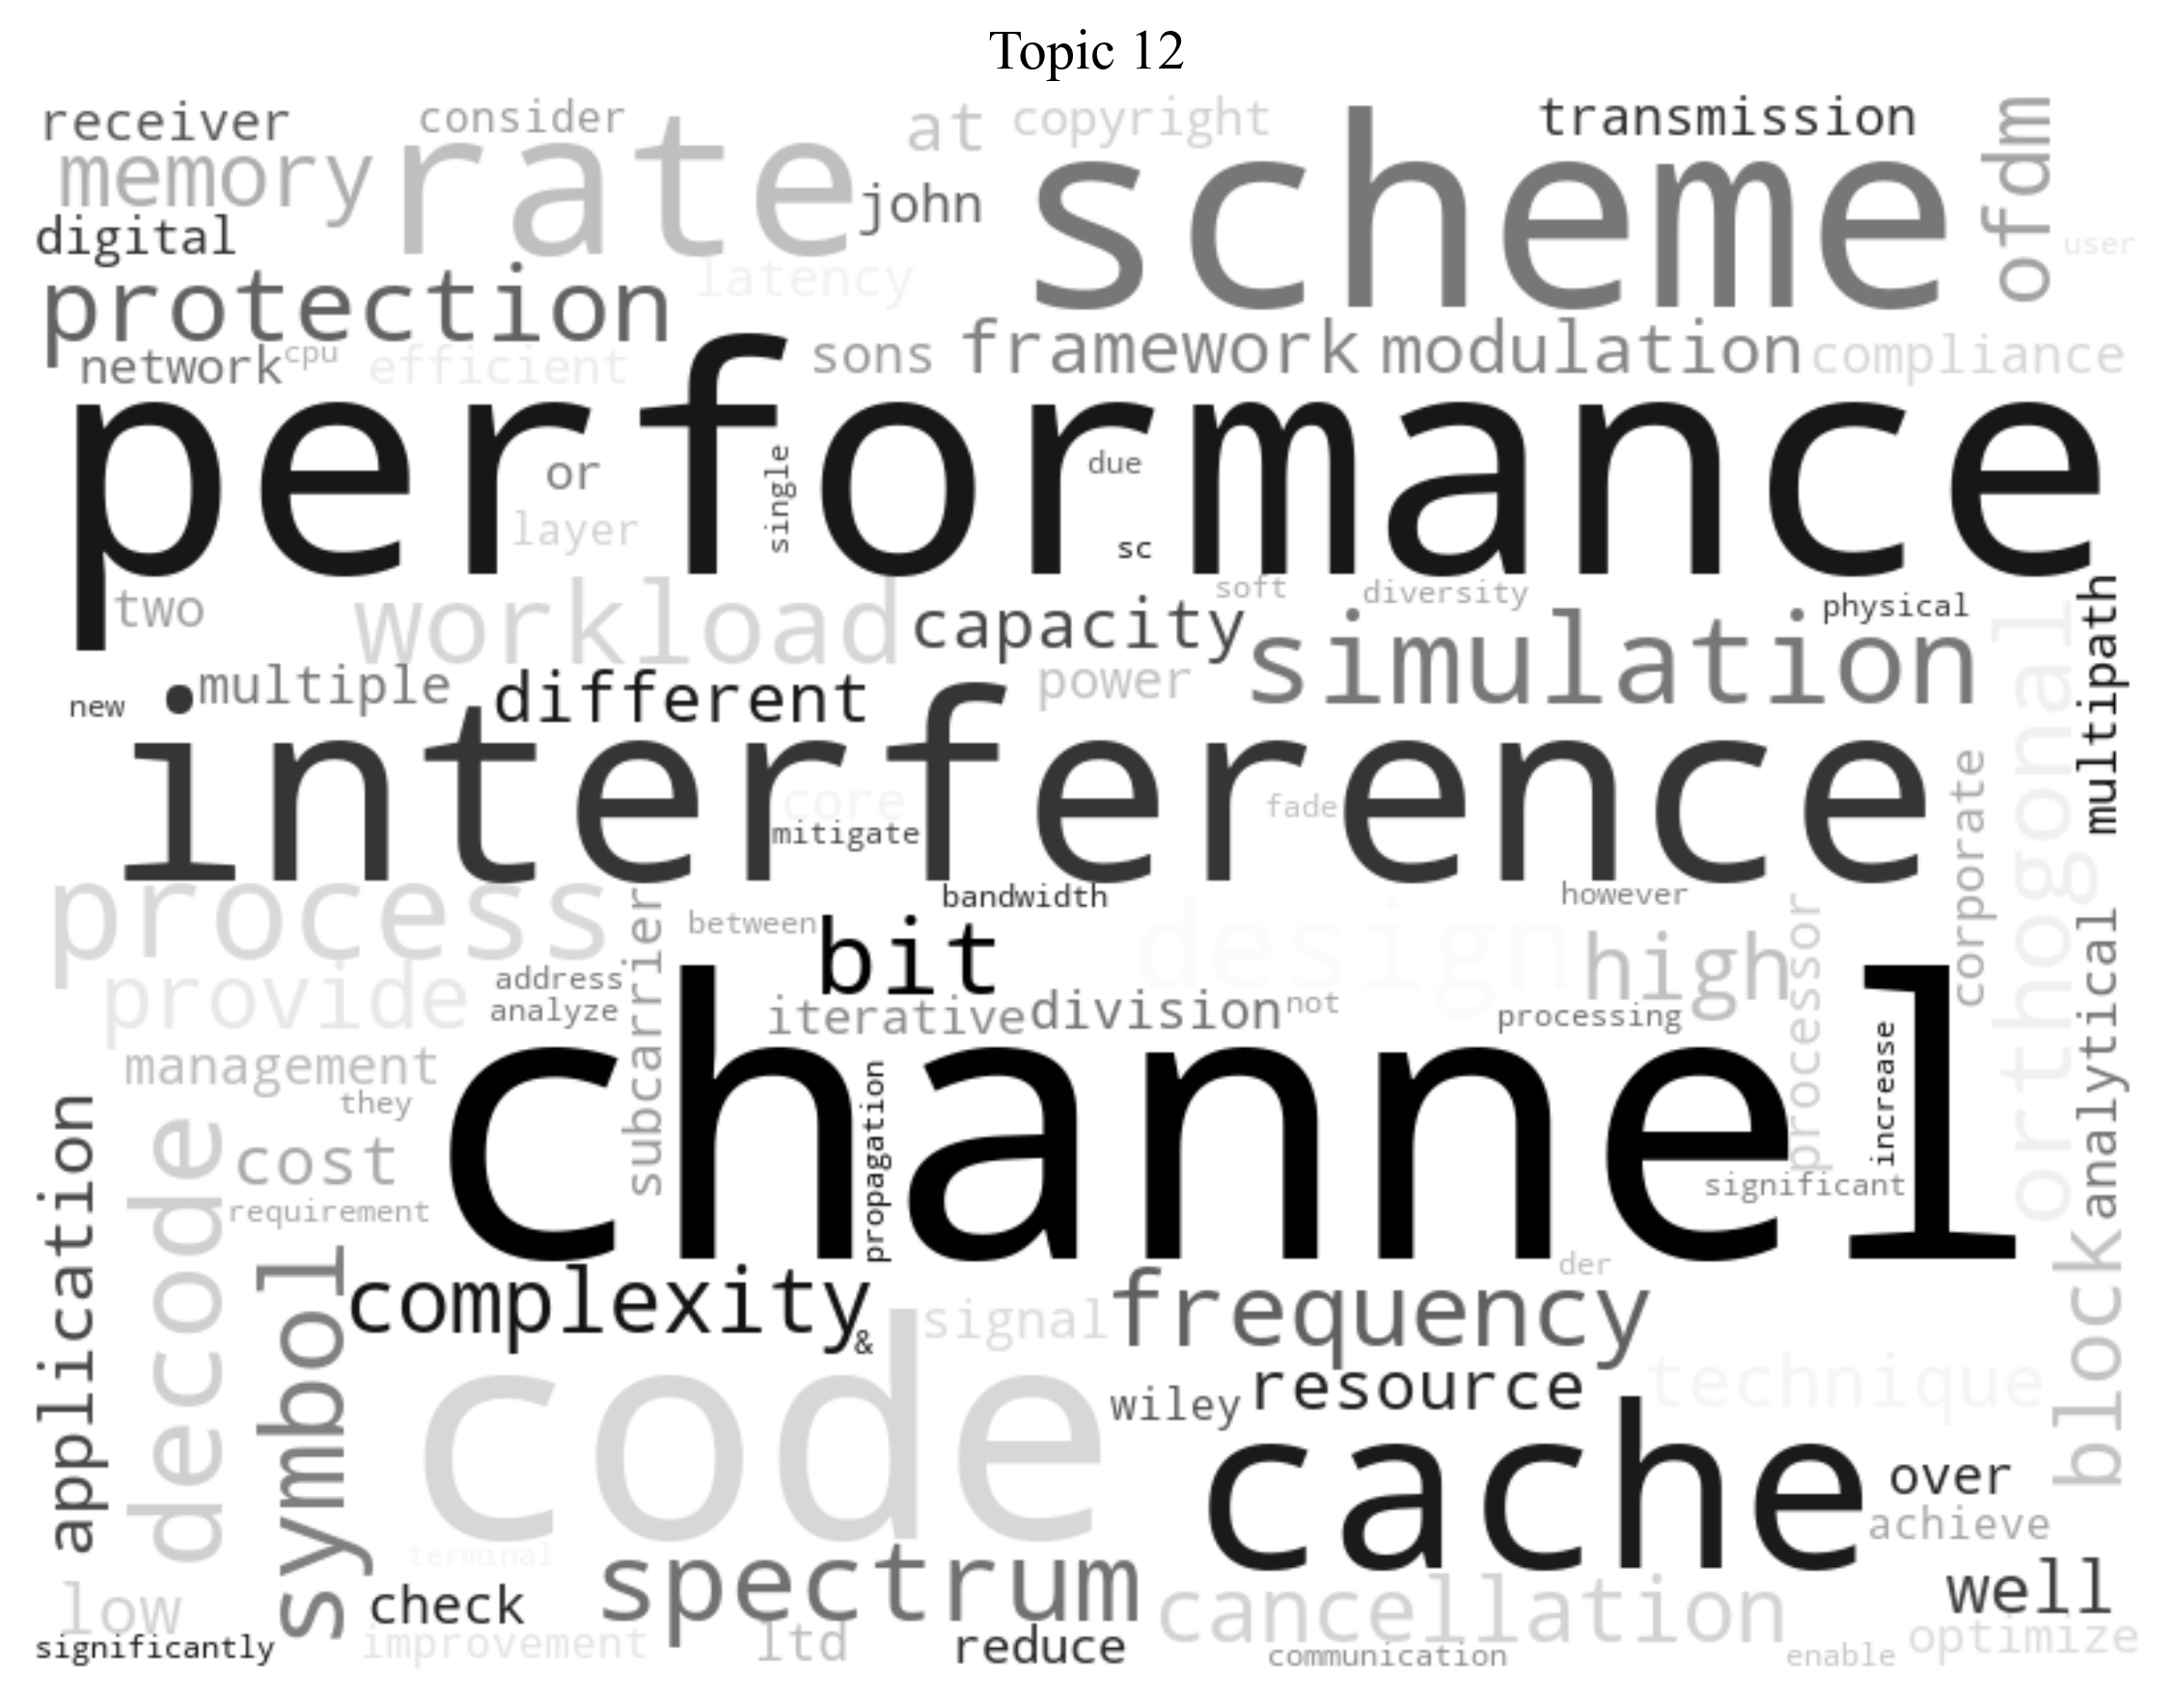 Topic 12
receiver consider at copyright transmission
memory rate john scheme ofdm
digital latency user
protection
network cpu efficient sons framework modulation compliance
performance
or single due
layer sc
two workload capacity soft diversity physical
multiple different power simulation multipath
new
interference
core mitigate fade corporate orthogonal
process between bandwidth however
bit design high
provide address subcarrier
analyze iterative division not processing processor analytical
management channel increase
they propagation
cost significant
requirement
application decode symbol
complexity & der
signal frequency block
code wiley resource technique
cache over
achieve
terminal spectrum
low check cancellation well
significantly improvement ltd reduce communication enable optimize